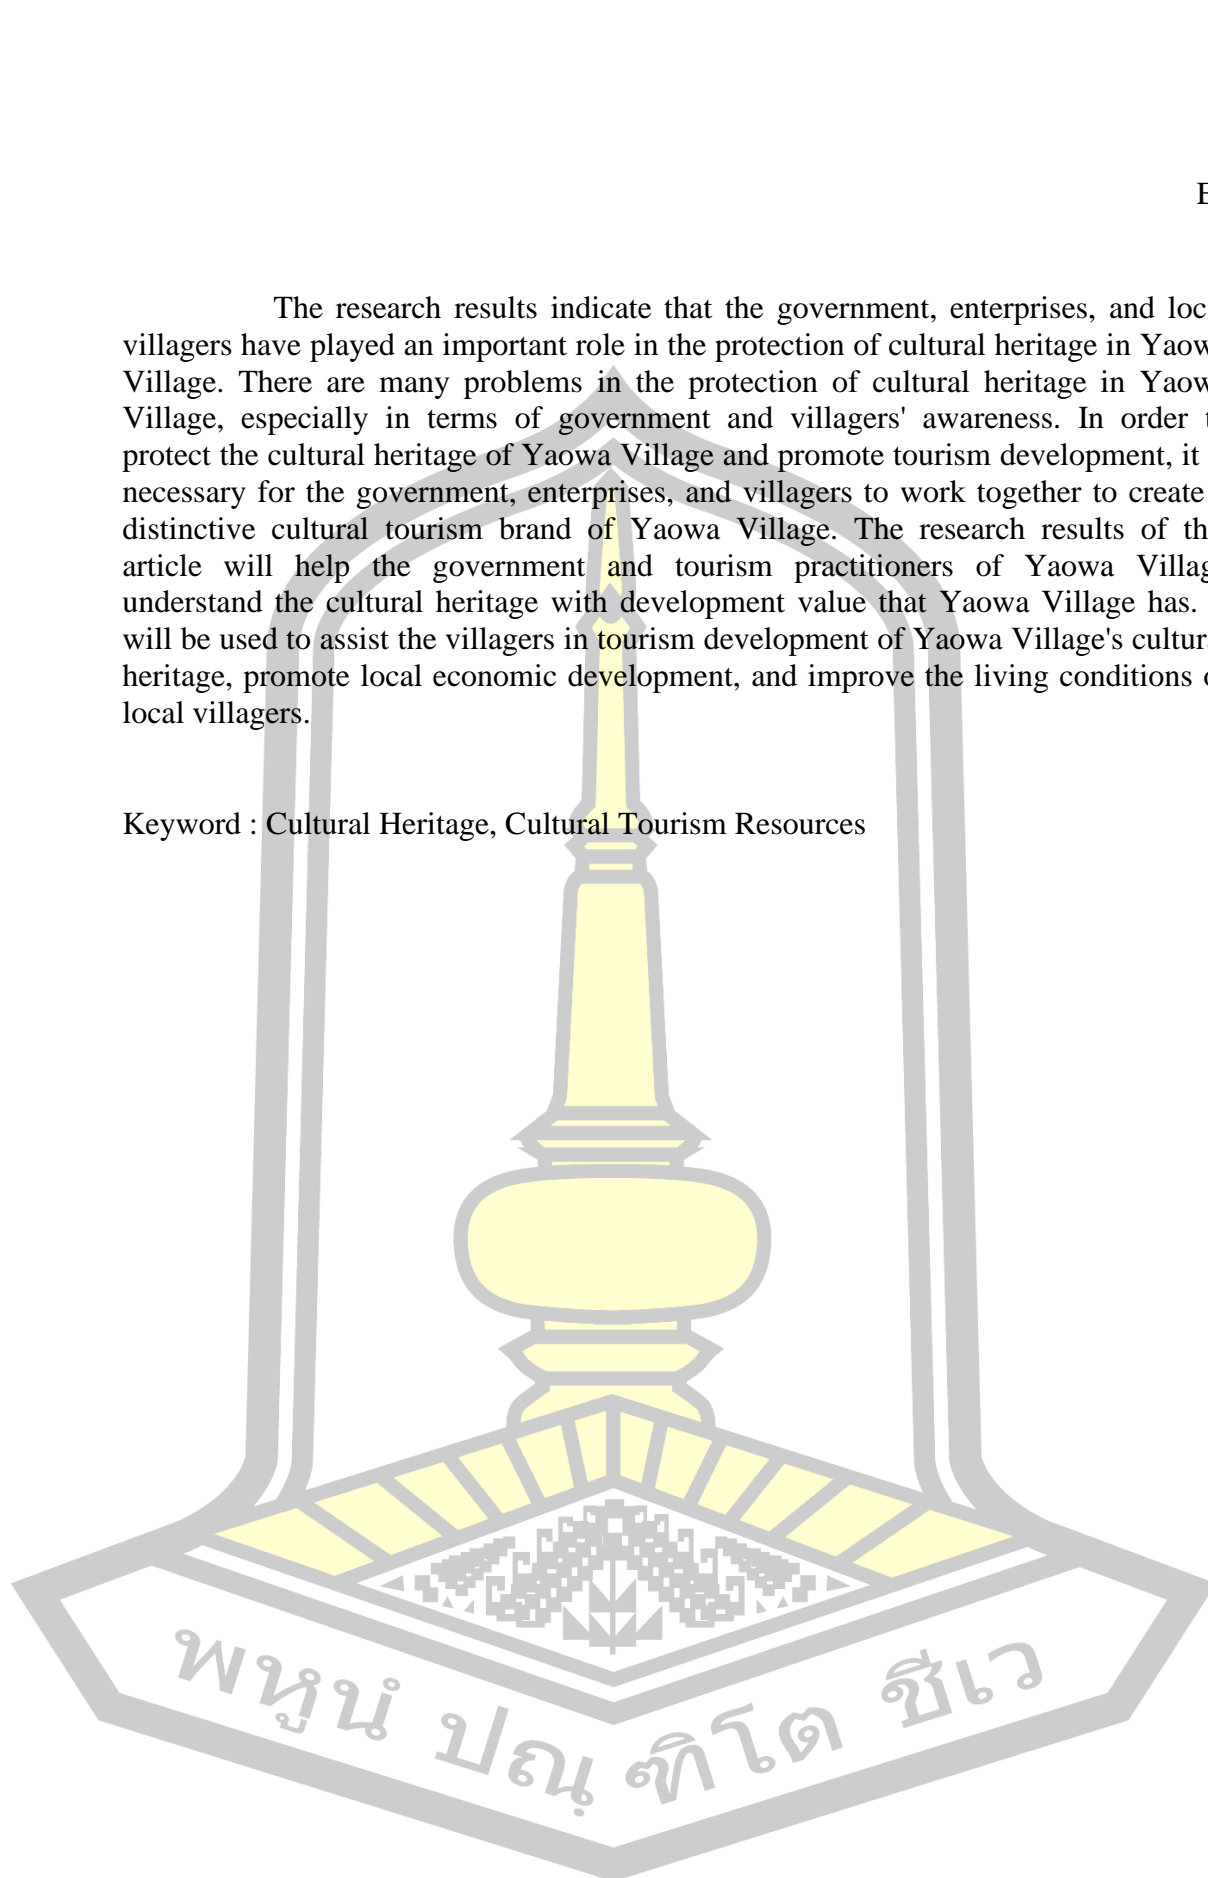 E
The research results indicate that the government, enterprises, and loc
villagers have played an important role in the protection of cultural heritage in Yaow
Village. There are many problems in the protection of cultural heritage in Yaow
Village, especially in terms of government and villagers' awareness. In order t
protect the cultural heritage of Yaowa Village and promote tourism development, it
necessary for the government, enterprises, and villagers to work together to create
distinctive cultural tourism brand of Yaowa Village. The research results of th
article will help the government and tourism practitioners of Yaowa Villag
understand the cultural heritage with development value that Yaowa Village has.
will be used to assist the villagers in tourism development of Yaowa Village's cultura
heritage, promote local economic development, and improve the living conditions o
local villagers.
Keyword : Cultural Heritage, Cultural Tourism Resources
พหูนํ ปณฺฑิโต ชีเว